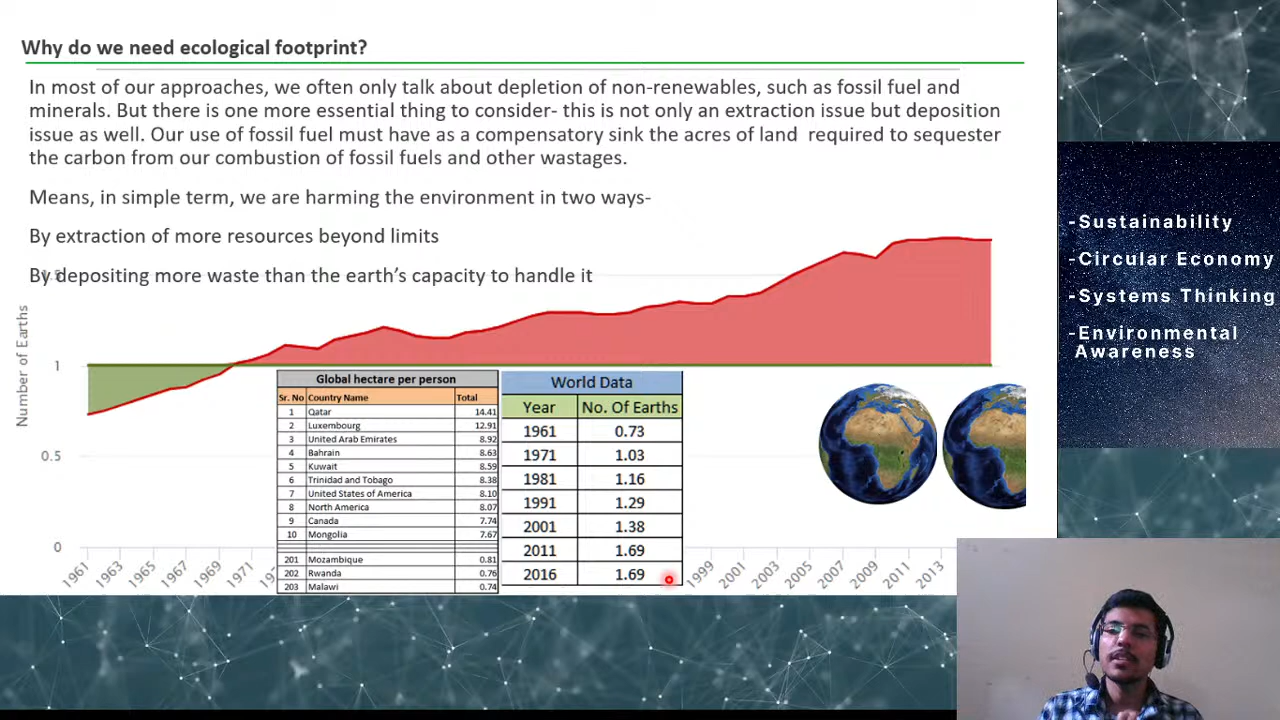 Why do we need ecological footprint?
In most of our approaches, we often only talk about depletion of non-renewables, such as fossil fuel and
minerals. But there is one more essential thing to consider- this is not only an extraction issue but deposition
issue as well. Our use of fossil fuel must have as a compensatory sink the acres of land required to sequester
the carbon from our combustion of fossil fuels and other wastages.
Means, in simple term, we are harming the environment in two ways-
By extraction of more resources beyond limits
By depositing more waste than the earth's capacity to handle it
Number of Earths
1.5
1
0.5
0
1961 1963 1965 1967 1969 1971 1999 2001 2003 2005 2007 2009 2011 2013
Global hectare per person
Sr. No Country Name Total
1 Qatar 14.41
2 Luxembourg 12.91
3 United Arab Emirates 8.92
4 Bahrain 8.63
5 Kuwait 8.59
6 Trinidad and Tobago 8.38
7 United States of America 8.10
8 North America 8.07
9 Canada 7.74
10 Mongolia 7.67
201 Mozambique 0.81
202 Rwanda 0.76
203 Malawi 0.74
World Data
Year No. Of Earths
1961 0.73
1971 1.03
1981 1.16
1991 1.29
2001 1.38
2011 1.69
2016 1.69
-Sustainability
-Circular Economy
-Systems Thinking
-Environmental
Awareness